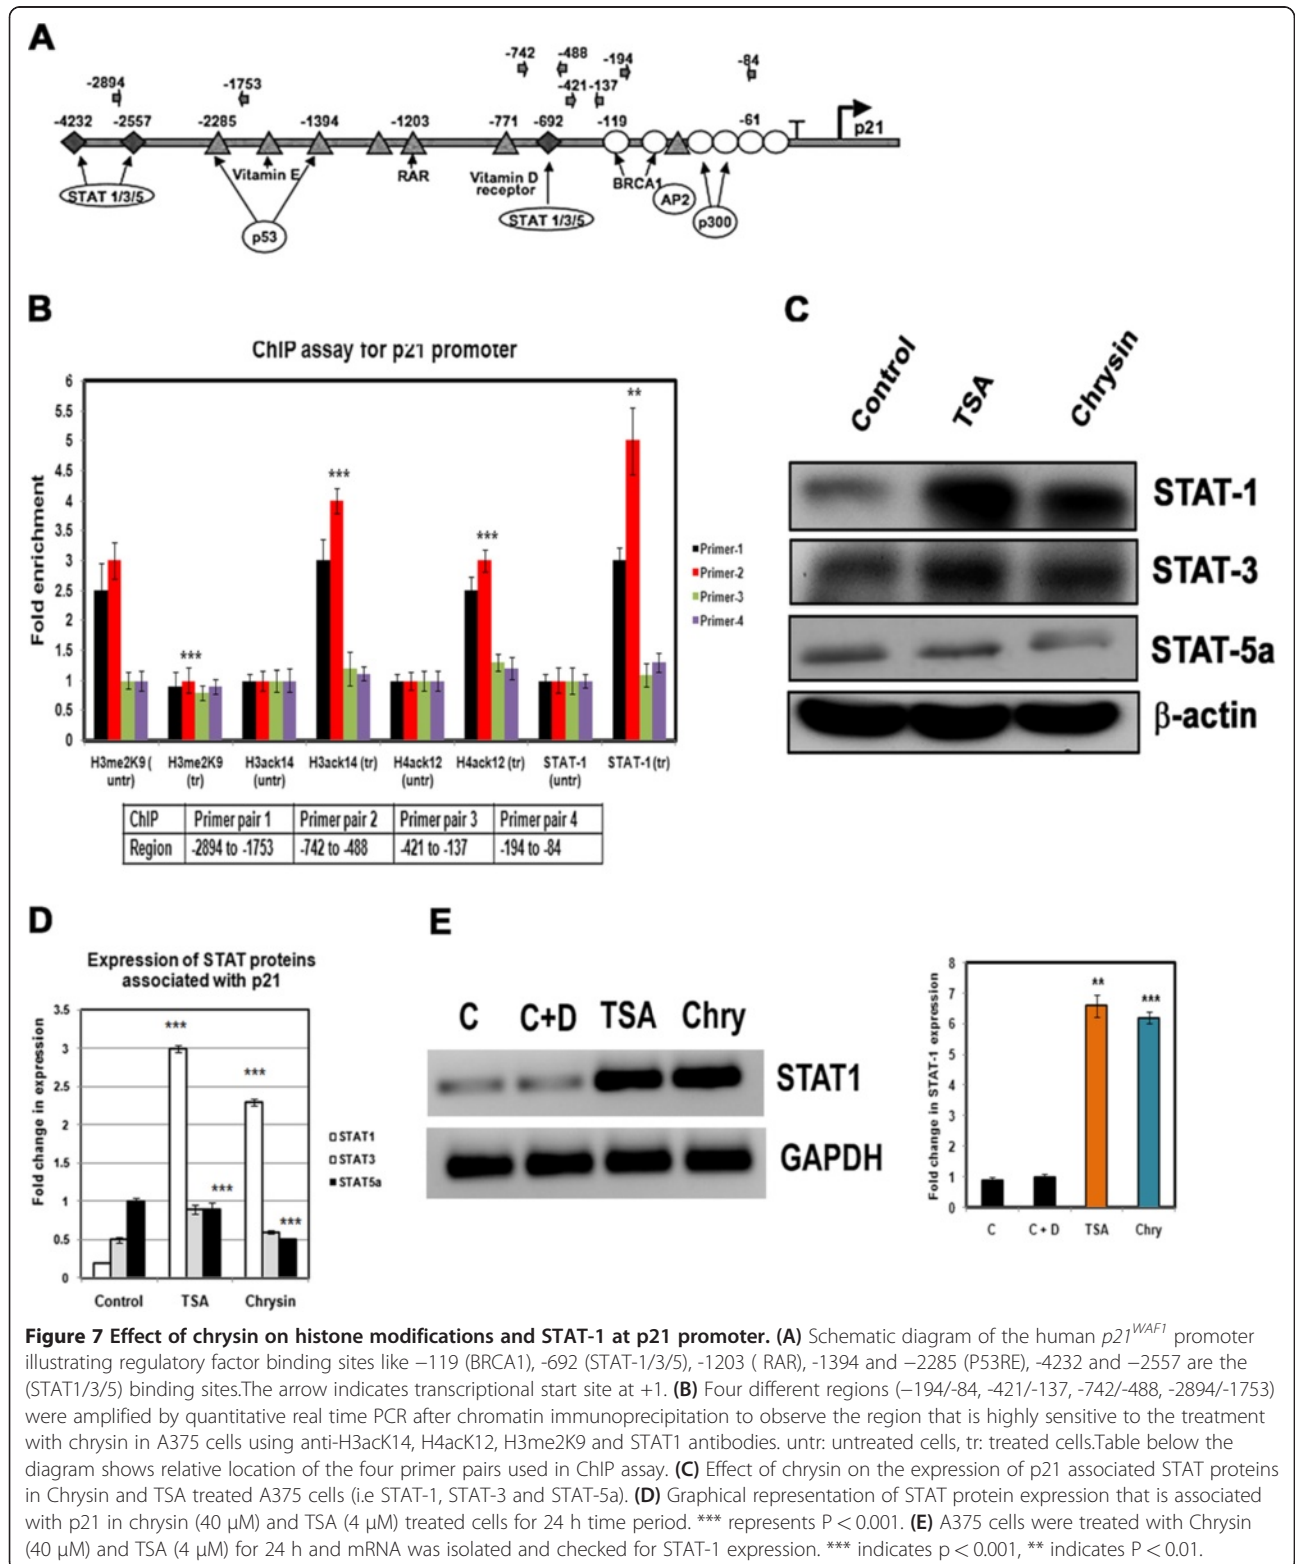 A
-742
-488
-194
-84
-2894
-1753
-421
-137
-4232
-2557
-2285
-1394
-1203
-771
-692
-119
-61
p21
Vitamin E
RAR
Vitamin D
receptor
BRCA1
AP2
STAT 1/3/5
STAT 1/3/5
p53
p300
B
ChIP assay for p21 promoter
Fold enrichment
6
5.5
5
4.5
4
3.5
3
2.5
2
1.5
1
0.5
0
***
***
***
**
Primer-1
Primer-2
Primer-3
Primer-4
H3me2K9 (
untr)
H3me2K9
(tr)
H3ack14
(untr)
H3ack14 (tr)
H4ack12
(untr)
H4ack12 (tr)
STAT-1
(untr)
STAT-1 (tr)
ChIP Primer pair 1 Primer pair 2 Primer pair 3 Primer pair 4
Region -2894 to -1753 -742 to -488 -421 to -137 -194 to -84
C
Control
TSA
Chrysin
STAT-1
STAT-3
STAT-5a
β-actin
D
Expression of STAT proteins
associated with p21
Fold change in expression
3.5
3
2.5
2
1.5
1
0.5
0
***
***
***
***
STAT1
STAT3
STAT5a
Control TSA Chrysin
E
C C+D TSA Chry
STAT1
GAPDH
Fold change in STAT-1 expression
8
7
6
5
4
3
2
1
0
**
***
C C + D TSA Chry
Figure 7 Effect of chrysin on histone modifications and STAT-1 at p21 promoter. (A) Schematic diagram of the human p21WAF1 promoter
illustrating regulatory factor binding sites like −119 (BRCA1), -692 (STAT-1/3/5), -1203 ( RAR), -1394 and −2285 (P53RE), -4232 and −2557 are the
(STAT1/3/5) binding sites.The arrow indicates transcriptional start site at +1. (B) Four different regions (−194/-84, -421/-137, -742/-488, -2894/-1753)
were amplified by quantitative real time PCR after chromatin immunoprecipitation to observe the region that is highly sensitive to the treatment
with chrysin in A375 cells using anti-H3acK14, H4acK12, H3me2K9 and STAT1 antibodies. untr: untreated cells, tr: treated cells.Table below the
diagram shows relative location of the four primer pairs used in ChIP assay. (C) Effect of chrysin on the expression of p21 associated STAT proteins
in Chrysin and TSA treated A375 cells (i.e STAT-1, STAT-3 and STAT-5a). (D) Graphical representation of STAT protein expression that is associated
with p21 in chrysin (40 μM) and TSA (4 μM) treated cells for 24 h time period. *** represents P < 0.001. (E) A375 cells were treated with Chrysin
(40 μM) and TSA (4 μM) for 24 h and mRNA was isolated and checked for STAT-1 expression. *** indicates p < 0.001, ** indicates P < 0.01.